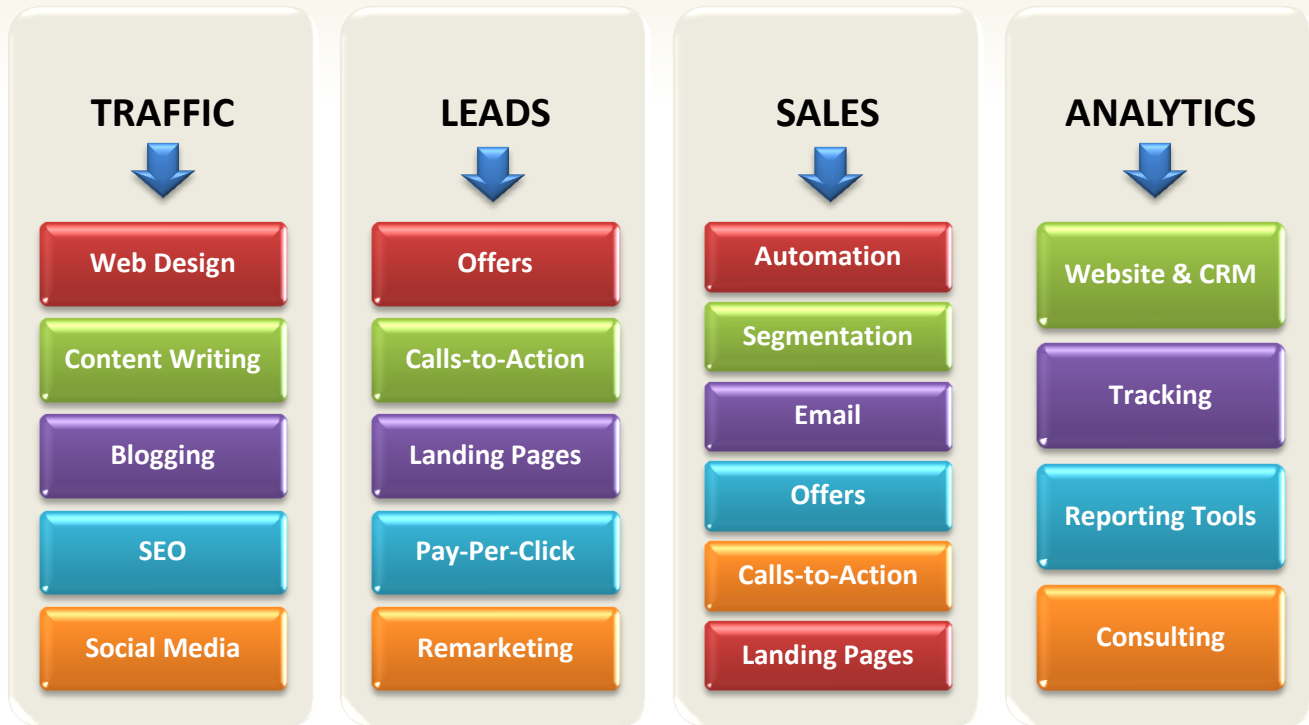 TRAFFIC
Web Design
Content Writing
Blogging
SEO
Social Media
LEADS
Offers
Calls-to-Action
Landing Pages
Pay-Per-Click
Remarketing
SALES
Automation
Segmentation
Email
Offers
Calls-to-Action
Landing Pages
ANALYTICS
Website & CRM
Tracking
Reporting Tools
Consulting